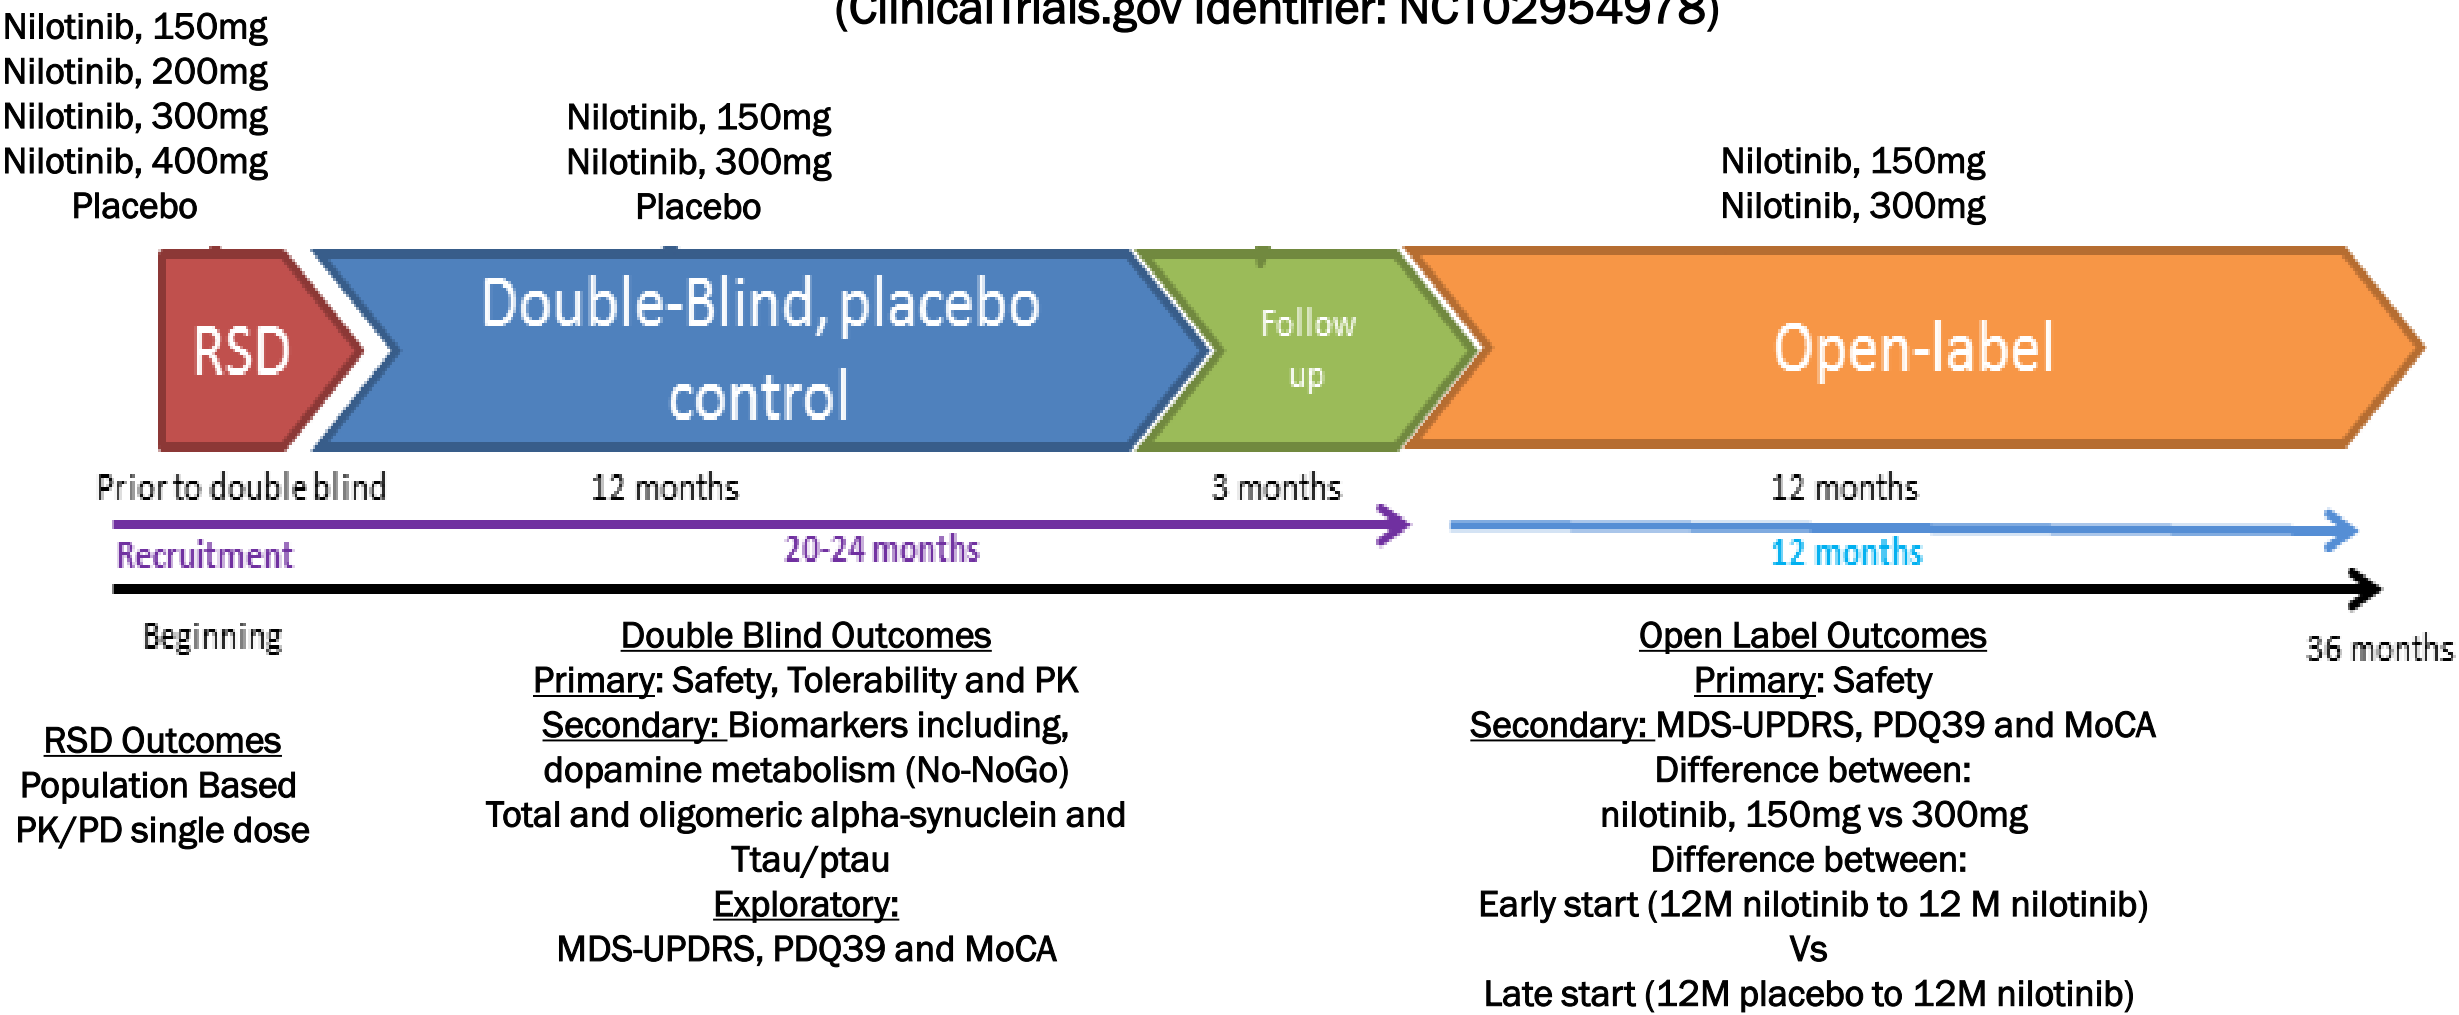 (ClinicalTrials.gov Identifier: NCT02954978)
Nilotinib, 150mg
Nilotinib, 200mg
Nilotinib, 300mg
Nilotinib, 400mg
Placebo
Nilotinib, 150mg
Nilotinib, 300mg
Placebo
Nilotinib, 150mg
Nilotinib, 300mg
RSD
Double-Blind, placebo
control
Follow
up
Open-label
Prior to double blind
12 months
3 months
12 months
Recruitment
20-24 months
12 months
Beginning
36 months
RSD Outcomes
Population Based
PK/PD single dose
Double Blind Outcomes
Primary: Safety, Tolerability and PK
Secondary: Biomarkers including,
dopamine metabolism (No-NoGo)
Total and oligomeric alpha-synuclein and
Ttau/ptau
Exploratory:
MDS-UPDRS, PDQ39 and MoCA
Open Label Outcomes
Primary: Safety
Secondary: MDS-UPDRS, PDQ39 and MoCA
Difference between:
nilotinib, 150mg vs 300mg
Difference between:
Early start (12M nilotinib to 12 M nilotinib)
Vs
Late start (12M placebo to 12M nilotinib)